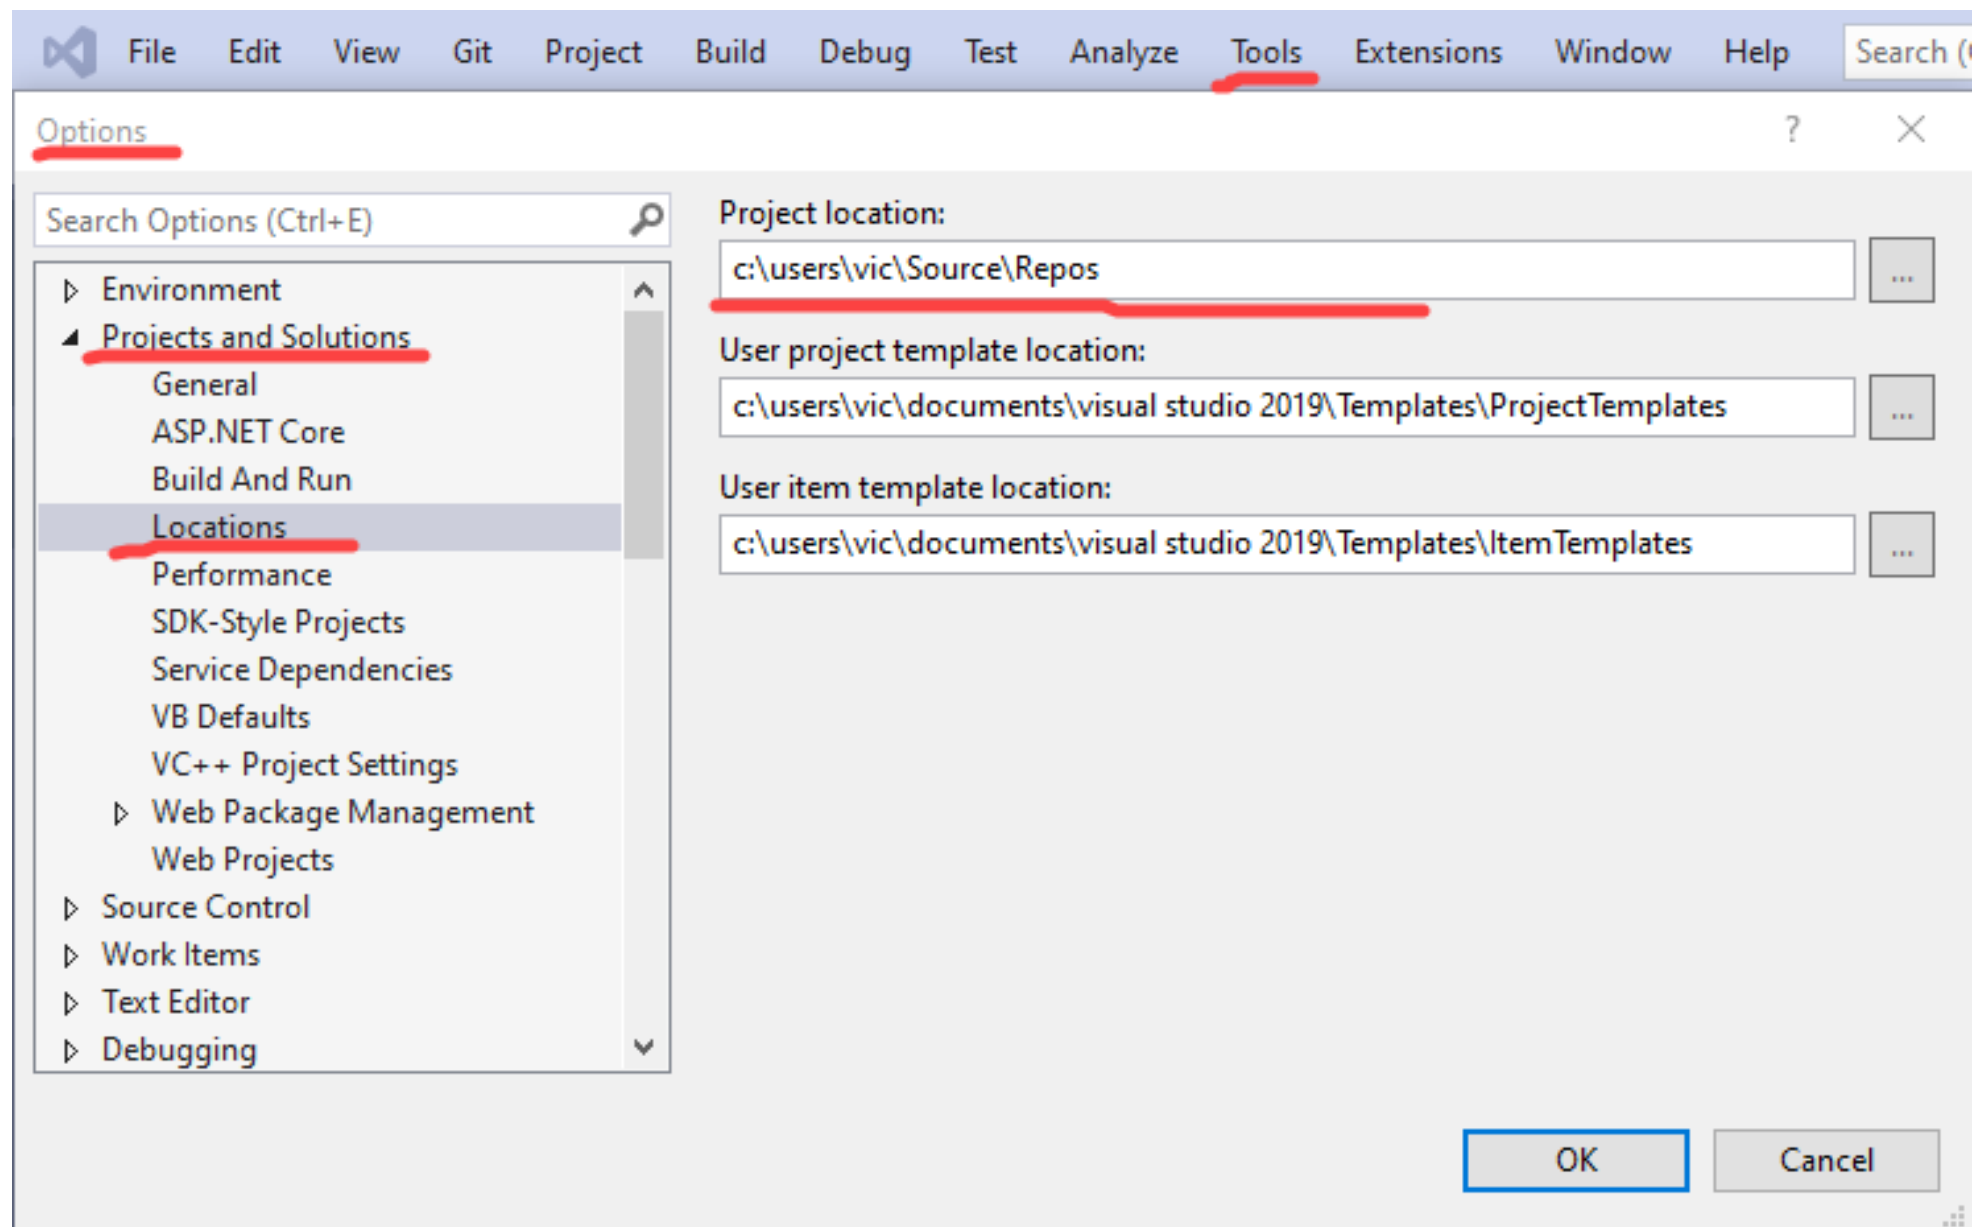 File Edit View Git Project Build Debug Test Analyze Tools Extensions Window Help Search (
Options ?
Search Options (Ctrl+E)
Environment
Projects and Solutions
General
ASP.NET Core
Build And Run
Locations
Performance
SDK-Style Projects
Service Dependencies
VB Defaults
VC++ Project Settings
Web Package Management
Web Projects
Source Control
Work Items
Text Editor
Debugging
Project location:
c:\users\vic\Source\Repos
...
User project template location:
c:\users\vic\documents\visual studio 2019\Templates\ProjectTemplates
...
User item template location:
c:\users\vic\documents\visual studio 2019\Templates\ItemTemplates
...
OK Cancel